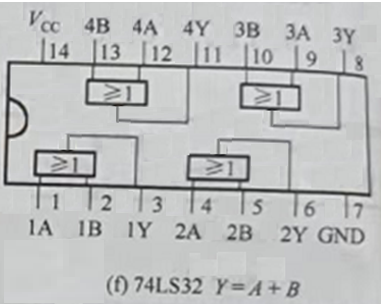 V_CC 4B 4A 4Y 3B 3A 3Y
14 13 12 11 10 9 8
≥1 ≥1
≥1 ≥1
1 2 3 4 5 6 7
1A 1B 1Y 2A 2B 2Y GND
(f) 74LS32 Y=A+B